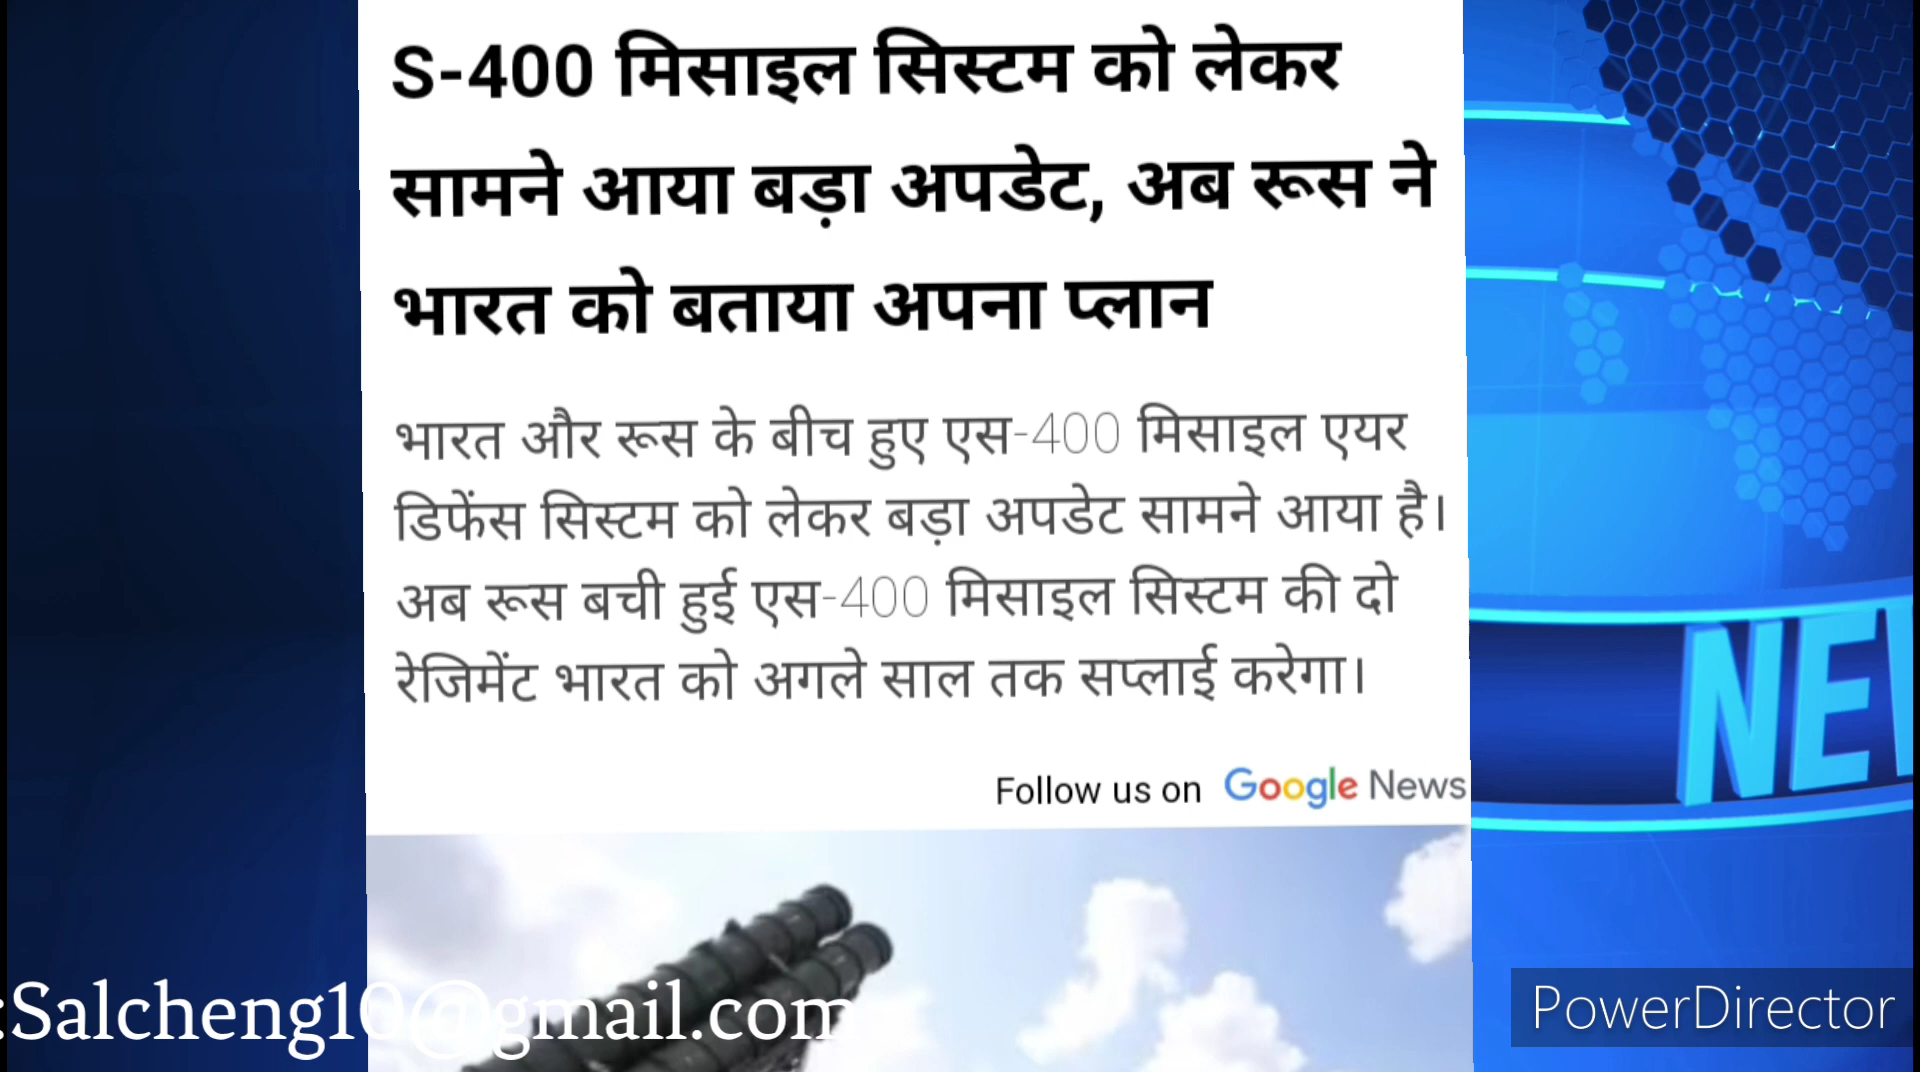 S-400 मिसाइल सिस्टम को लेकर
सामने आया बड़ा अपडेट, अब रूस ने
भारत को बताया अपना प्लान
भारत और रूस के बीच हुए एस-400 मिसाइल एयर
डिफेंस सिस्टम को लेकर बड़ा अपडेट सामने आया है।
अब रूस बची हुई एस-400 मिसाइल सिस्टम की दो
रेजिमेंट भारत को अगले साल तक सप्लाई करेगा।
Follow us on Google News
NEW
:Salcheng10@gmail.com
PowerDirector